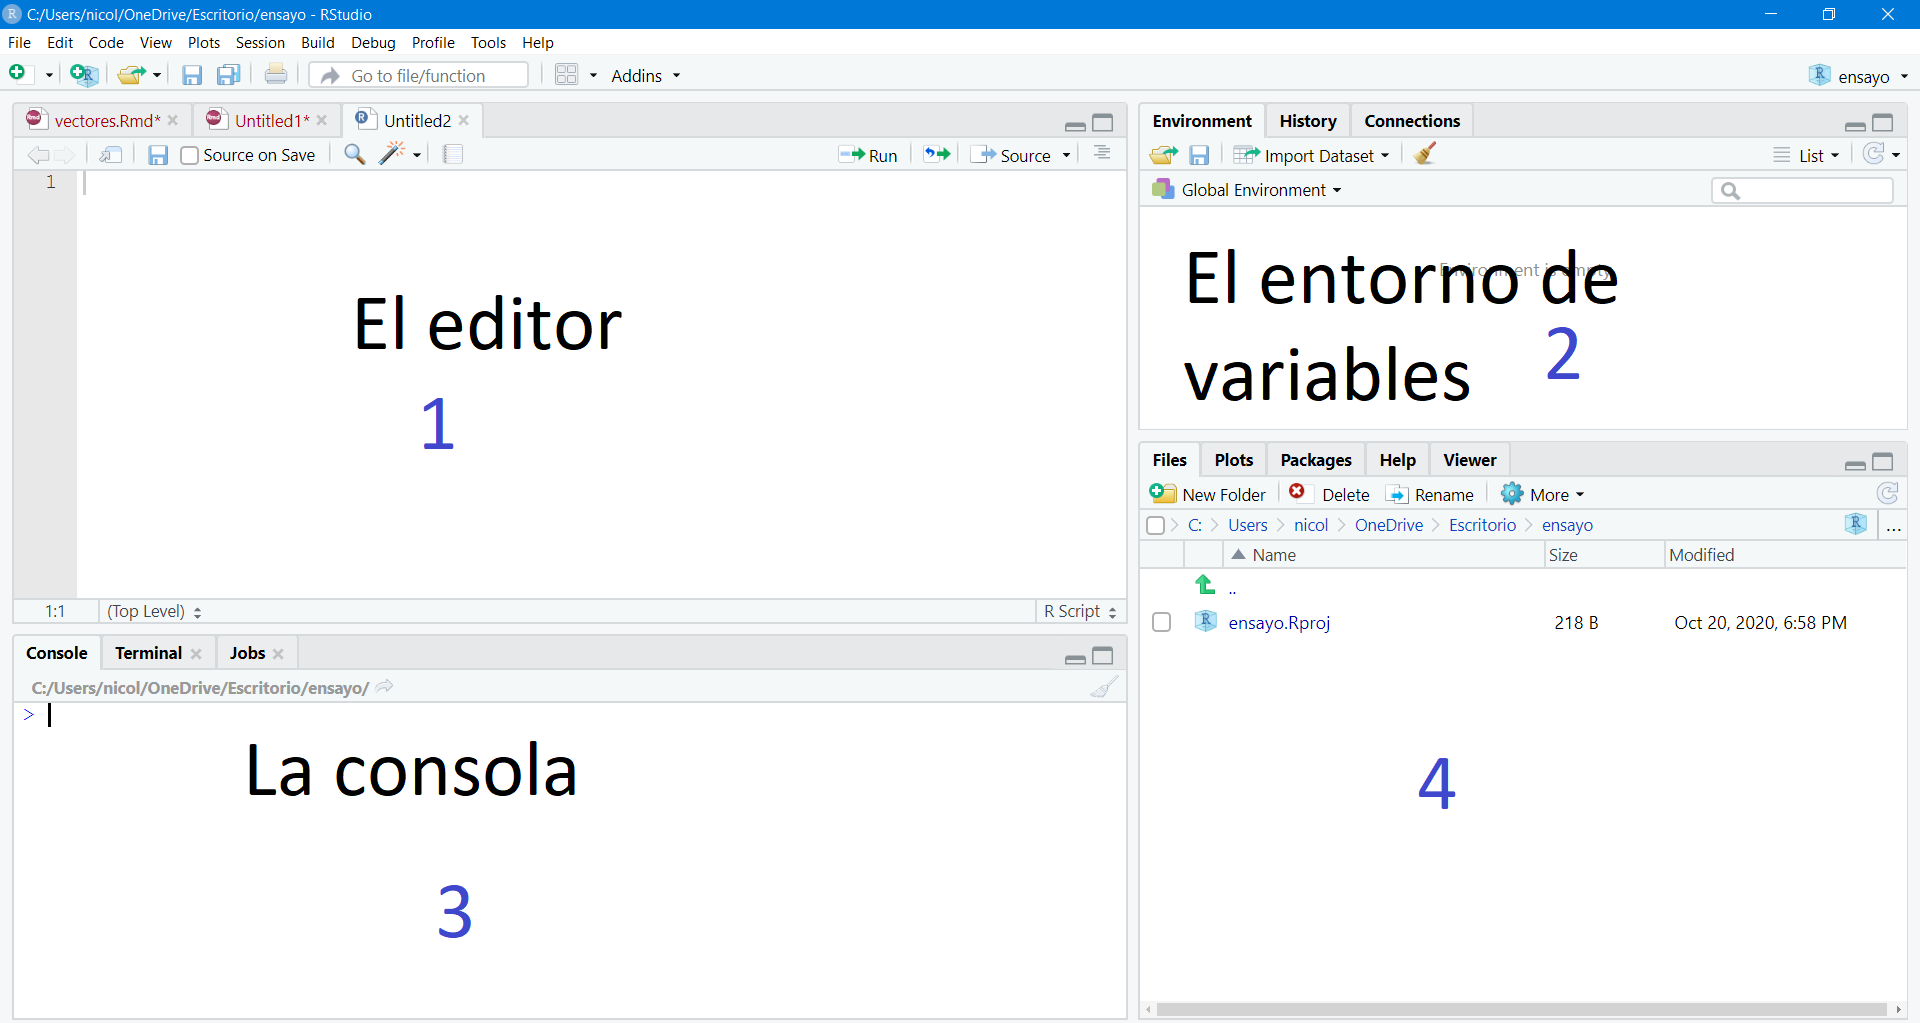 C:/Users/nicol/OneDrive/Escritorio/ensayo - RStudio
File Edit Code View Plots Session Build Debug Profile Tools Help
Go to file/function Addins ensayo
vectores.Rmd* Untitled1* Untitled2
Source on Save Run Source
1
El editor
1
1:1 (Top Level) R Script
Console Terminal Jobs
C:/Users/nicol/OneDrive/Escritorio/ensayo/
>
La consola
3
Environment History Connections
Import Dataset List
Global Environment
Environment is empty
El entorno de
variables 2
Files Plots Packages Help Viewer
New Folder Delete Rename More
C: Users nicol OneDrive Escritorio ensayo ...
Name Size Modified
..
ensayo.Rproj 218 B Oct 20, 2020, 6:58 PM
4